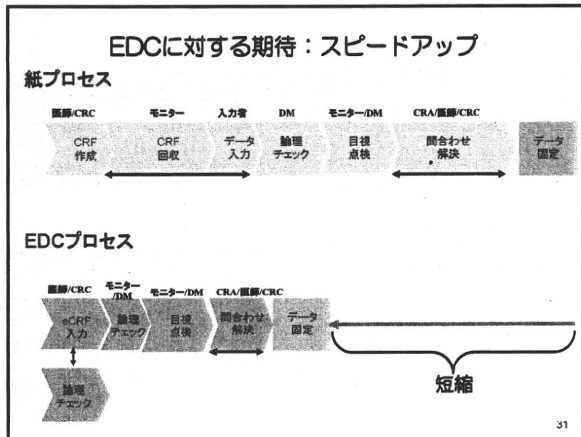 EDCに対する期待：スピードアップ
紙プロセス
医師/CRC
モニター
入力者
DM
モニター/DM
CRA/医師/CRC
CRF
作成
CRF
回収
データ
入力
論理
チェック
目視
点検
問合わせ
解決
データ
固定
EDCプロセス
医師/CRC
モニター
/DM
モニター/DM
CRA/医師/CRC
eCRF
入力
論理
チェック
目視
点検
問合わせ
解決
データ
固定
論理
チェック
短縮
31